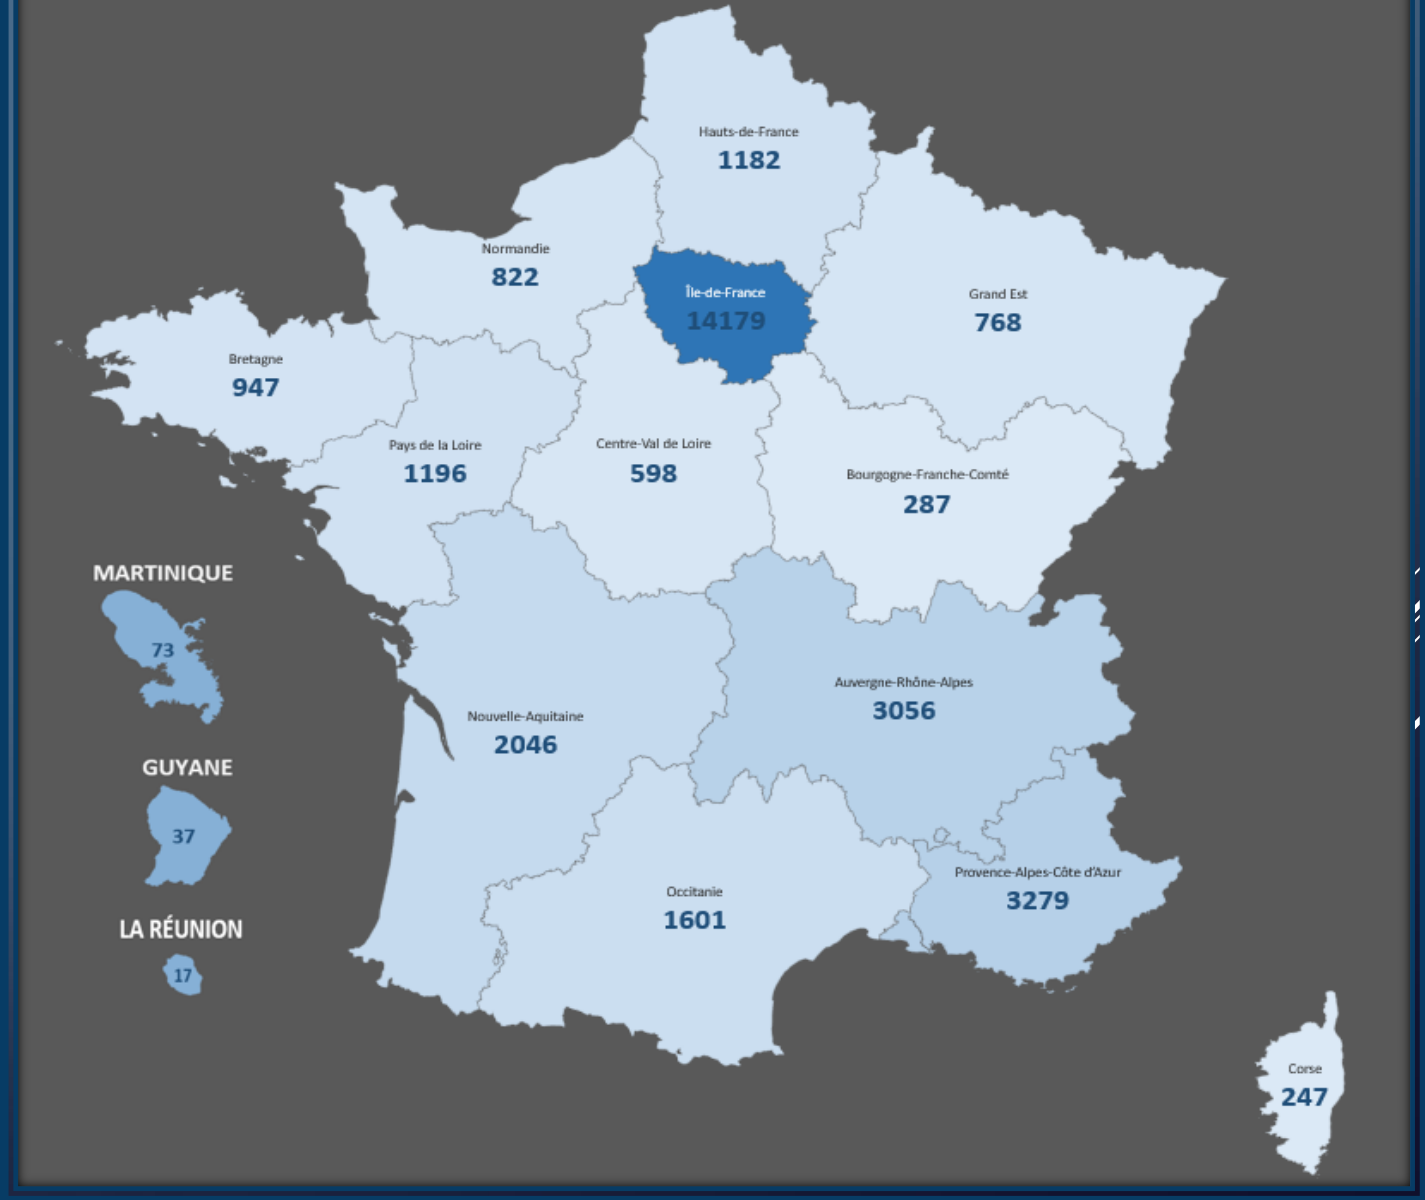 Hauts-de-France
1182
Normandie
822
Île-de-France
14179
Grand Est
768
Bretagne
947
Pays de la Loire
1196
Centre-Val de Loire
598
Bourgogne-Franche-Comté
287
MARTINIQUE
73
Auvergne-Rhône-Alpes
3056
Nouvelle-Aquitaine
2046
GUYANE
37
Provence-Alpes-Côte d'Azur
3279
Occitanie
1601
LA RÉUNION
17
Corse
247